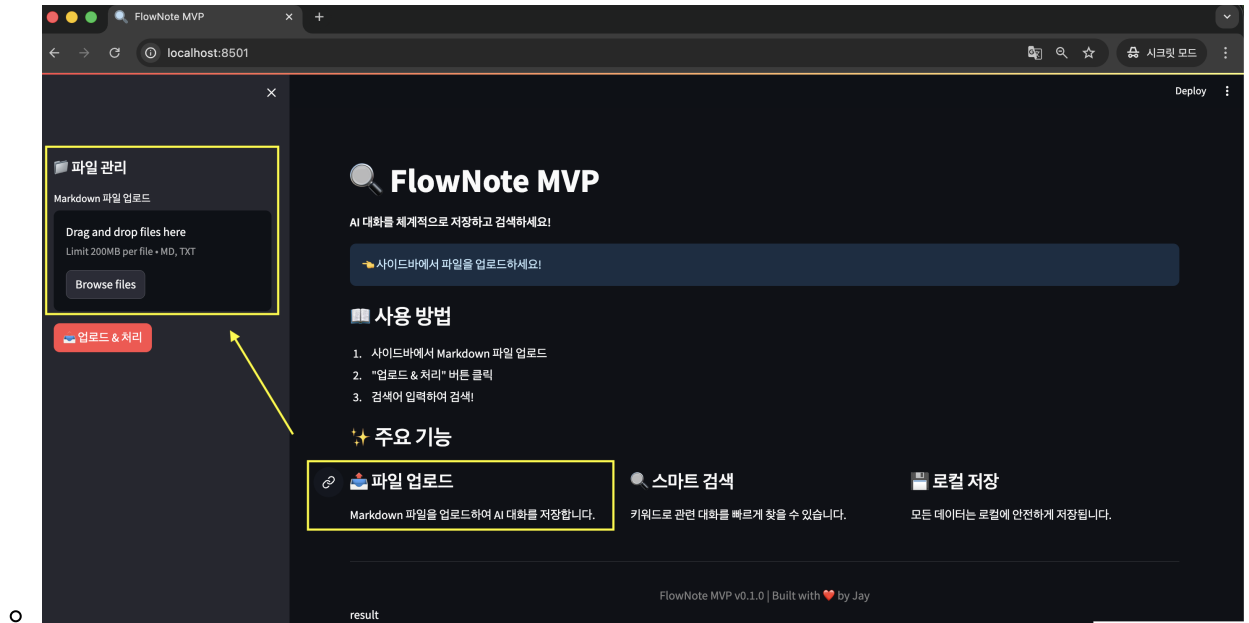 FlowNote MVP
localhost:8501
시크릿 모드
Deploy
파일 관리
Markdown 파일 업로드
Drag and drop files here
Limit 200MB per file • MD, TXT
Browse files
업로드 & 처리
FlowNote MVP
AI 대화를 체계적으로 저장하고 검색하세요!
사이드바에서 파일을 업로드하세요!
사용 방법
1. 사이드바에서 Markdown 파일 업로드
2. "업로드 & 처리" 버튼 클릭
3. 검색어 입력하여 검색!
주요 기능
파일 업로드
Markdown 파일을 업로드하여 AI 대화를 저장합니다.
스마트 검색
키워드로 관련 대화를 빠르게 찾을 수 있습니다.
로컬 저장
모든 데이터는 로컬에 안전하게 저장됩니다.
FlowNote MVP v0.1.0 | Built with ❤️ by Jay
result